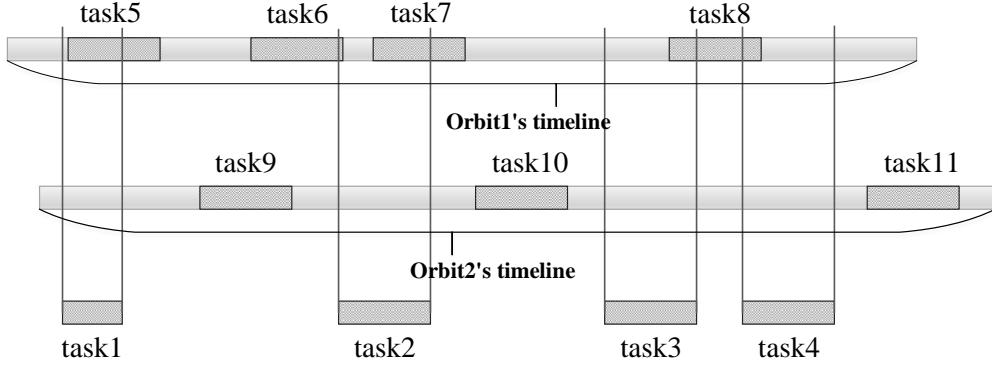 task5 task6 task7 task8
Orbit1's timeline
task9 task10 task11
Orbit2's timeline
task1 task2 task3 task4